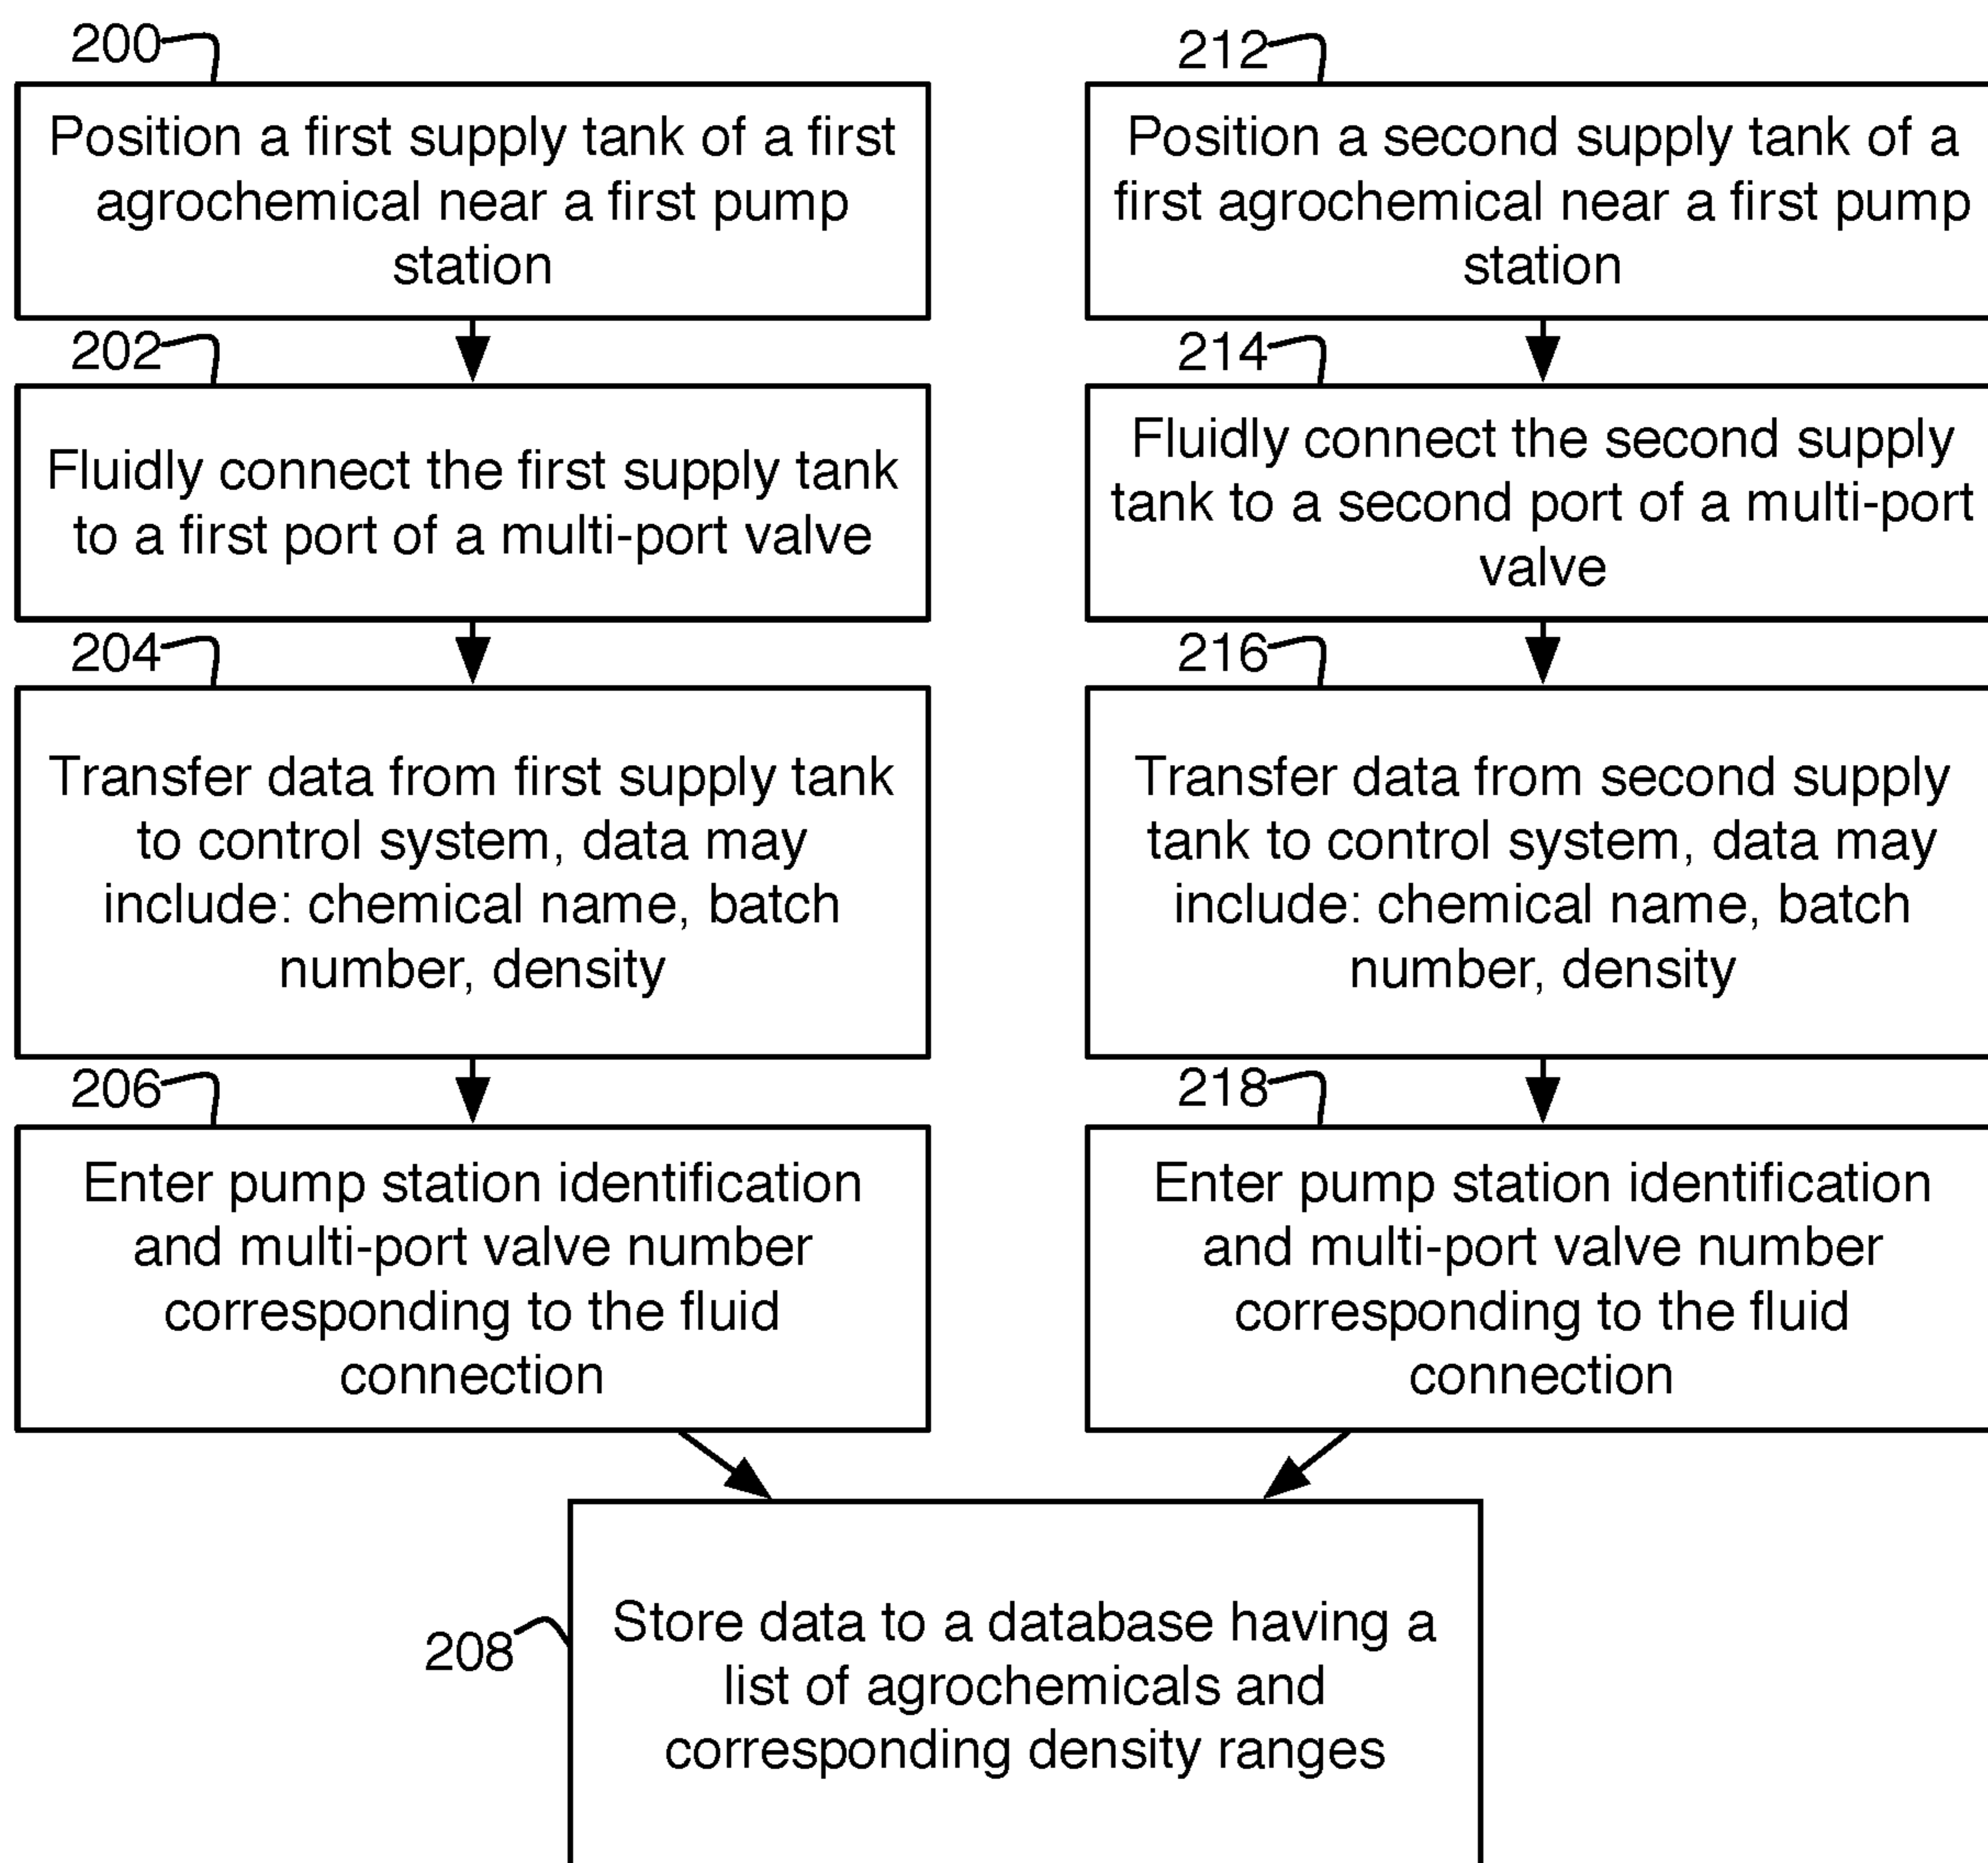 200
Position a first supply tank of a first
agrochemical near a first pump
station
202
Fluidly connect the first supply tank
to a first port of a multi-port valve
204
Transfer data from first supply tank
to control system, data may
include: chemical name, batch
number, density
206
Enter pump station identification
and multi-port valve number
corresponding to the fluid
connection
212
Position a second supply tank of a
first agrochemical near a first pump
station
214
Fluidly connect the second supply
tank to a second port of a multi-port
valve
216
Transfer data from second supply
tank to control system, data may
include: chemical name, batch
number, density
218
Enter pump station identification
and multi-port valve number
corresponding to the fluid
connection
208
Store data to a database having a
list of agrochemicals and
corresponding density ranges